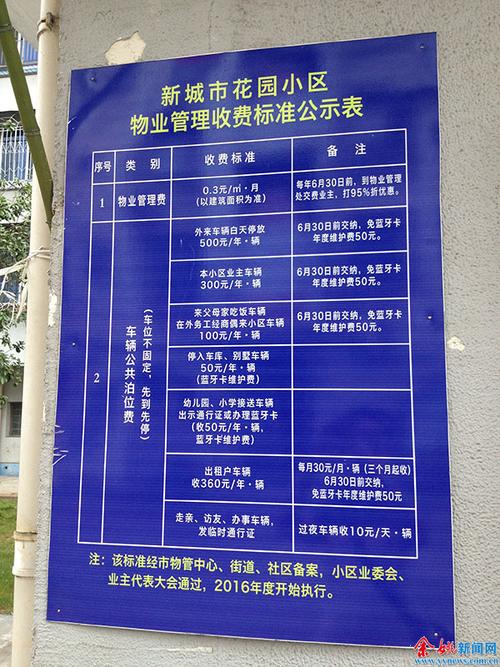 新城市花园小区
物业管理收费标准公示表
序号 类别 收费标准 备注
1 物业管理费 0.3元/㎡·月
(以建筑面积为准)
每年6月30日前，到物业管理
处交费业主，打95%折优惠。
2 车辆公共泊位费
(车位不固定，先到先停)
外来车辆白天停放
500元/年·辆
6月30日前交纳，免蓝牙卡
年度维护费50元。
本小区业主车辆
300元/年·辆
6月30日前交纳，免蓝牙卡
年度维护费50元。
来父母家吃饭车辆
在外务工经商偶来小区车辆
100元/年·辆
6月30日前交纳，免蓝牙卡
年度维护费50元。
停入车库、别墅车辆
50元/年·辆
(蓝牙卡维护费)
幼儿园、小学接送车辆
出示通行证或办理蓝牙卡
(收50元/年·辆，
蓝牙卡维护费)
出租户车辆
收360元/年·辆
每月30元/月·辆（三个月起收）
6月30日前交纳，
免蓝牙卡年度维护费50元
走亲、访友、办事车辆，
发临时通行证
过夜车辆收10元/天·辆
注：该标准经市物管中心、街道、社区备案，小区业委会、
业主代表大会通过，2016年度开始执行。
余姚新闻网
www.yynews.com.cn